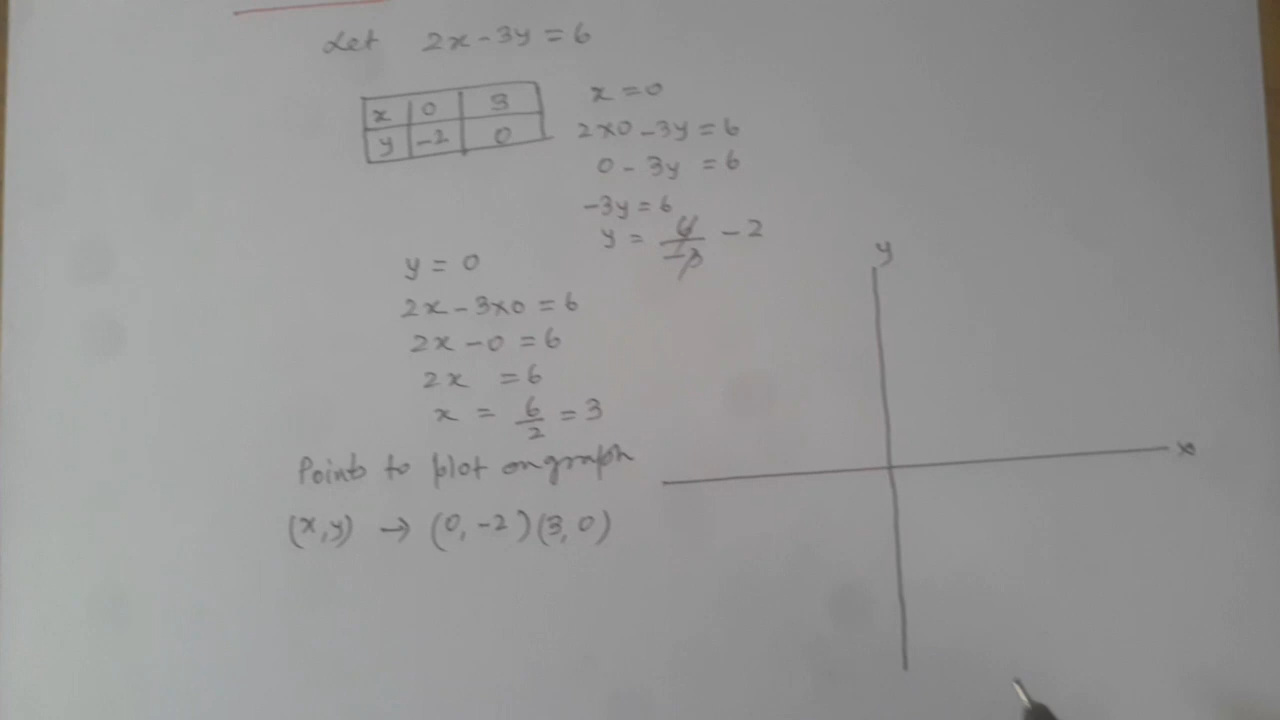 Let 2x - 3y = 6
x 0 3
y -2 0
x = 0
2×0 - 3y = 6
0 - 3y = 6
-3y = 6
y = 6/-3 - 2
y = 0
2x - 3×0 = 6
2x - 0 = 6
2x = 6
x = 6/2 = 3
Points to plot on graph
(x,y) → (0, -2) (3, 0)
y
x